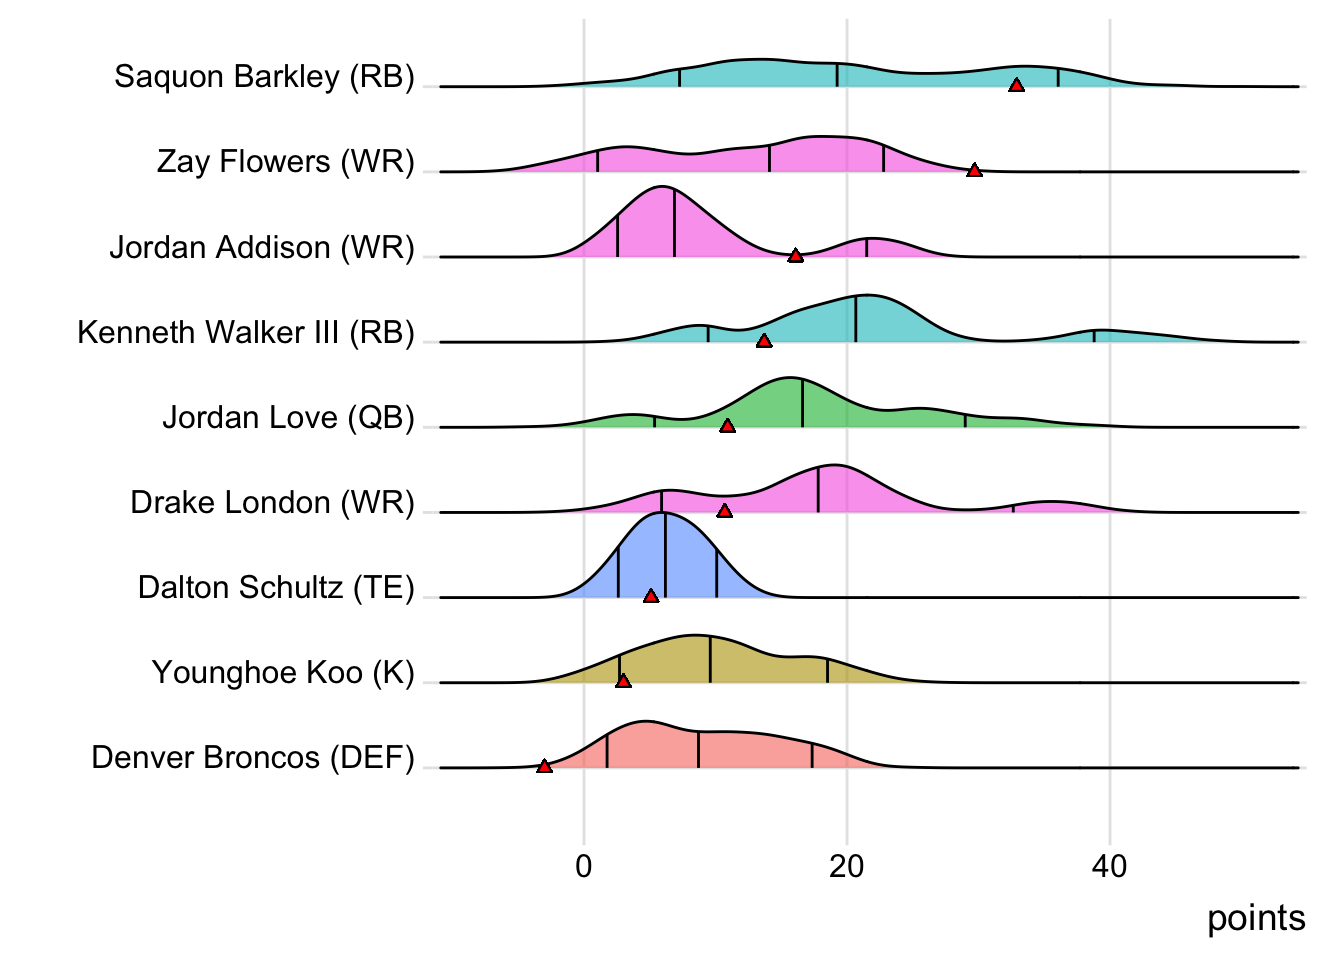 Saquon Barkley (RB)
Zay Flowers (WR)
Jordan Addison (WR)
Kenneth Walker III (RB)
Jordan Love (QB)
Drake London (WR)
Dalton Schultz (TE)
Younghoe Koo (K)
Denver Broncos (DEF)
0 20 40
points